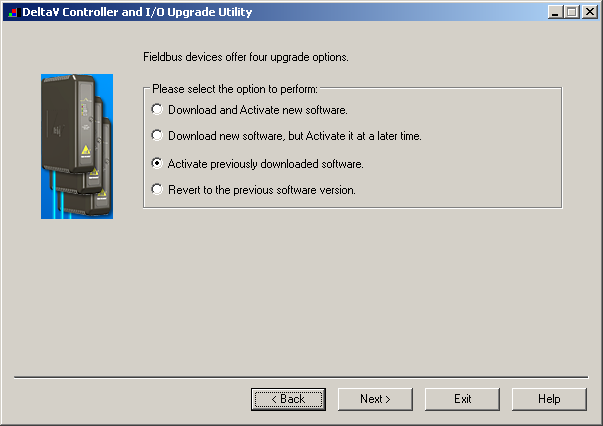 DeltaV Controller and I/O Upgrade Utility
Fieldbus devices offer four upgrade options.
Please select the option to perform:
Download and Activate new software.
Download new software, but Activate it at a later time.
Activate previously downloaded software.
Revert to the previous software version.
< Back Next > Exit Help